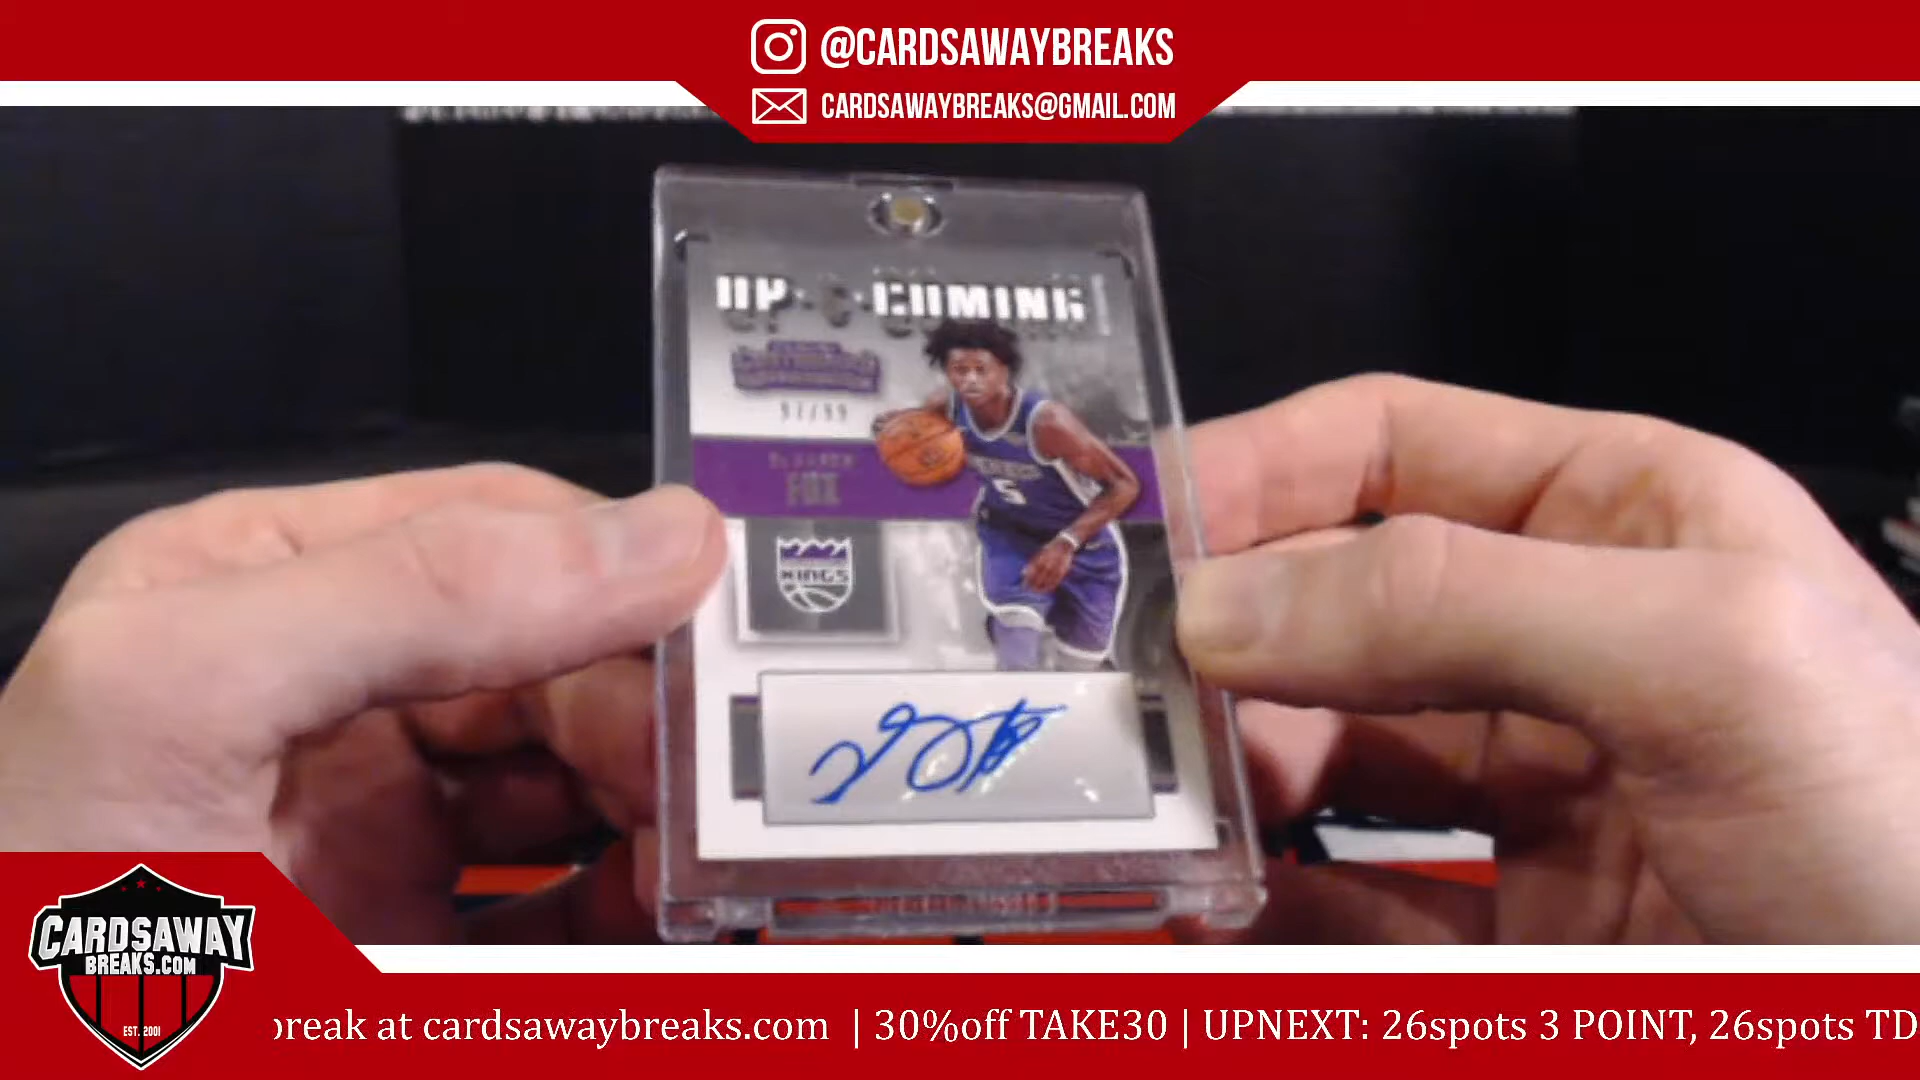 @CARDSAWAYBREAKS
CARDSAWAYBREAKS@GMAIL.COM
UP & COMING
FOX
5
KINGS
CARDSAWAY
BREAKS.COM
EST. 2001
break at cardsawaybreaks.com | 30%off TAKE30 | UPNEXT: 26spots 3 POINT, 26spots TD